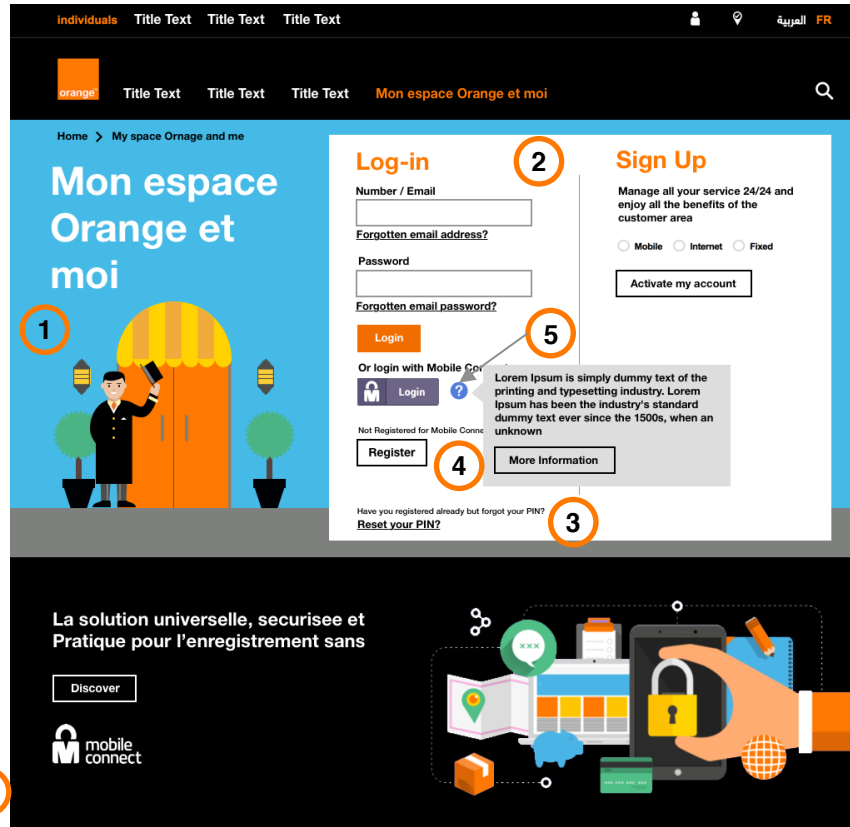 individuals Title Text Title Text Title Text العربية FR
orange™ Title Text Title Text Title Text Mon espace Orange et moi
Home > My space Ornage and me
Mon espace
Orange et
moi
1
Log-in
2
Number / Email
Forgotten email address?
Password
Forgotten email password?
Login
5
Or login with Mobile
Login
?
Lorem Ipsum is simply dummy text of the
printing and typesetting industry. Lorem
Ipsum has been the industry's standard
dummy text ever since the 1500s, when an
unknown
More Information
Not Registered for Mobile Conne
Register
4
Have you registered already but forgot your PIN?
Reset your PIN?
3
Sign Up
Manage all your service 24/24 and
enjoy all the benefits of the
customer area
Mobile Internet Fixed
Activate my account
La solution universelle, securisee et
Pratique pour l'enregistrement sans
Discover
mobile
connect
xxx